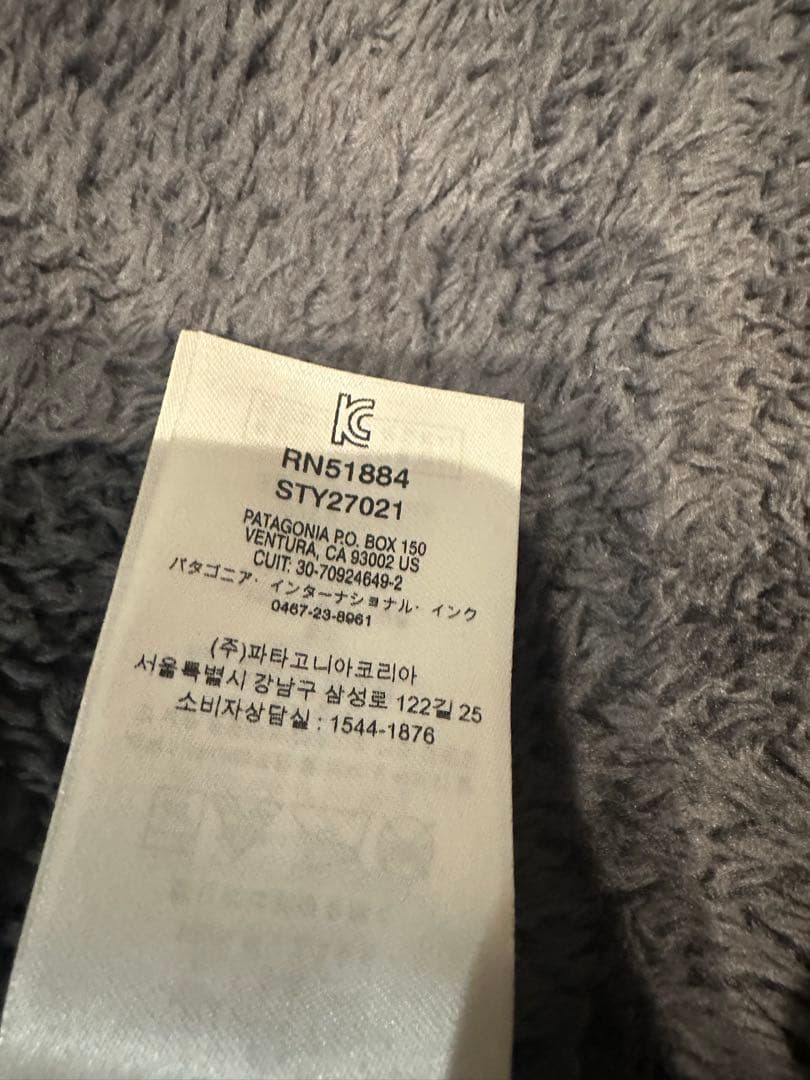 KC
RN51884
STY27021
PATAGONIA P.O. BOX 150
VENTURA, CA 93002 US
CUIT: 30-70924649-2
パタゴニア・インターナショナル・インク
0467-23-8961
(주)파타고니아코리아
서울특별시 강남구 삼성로 122길 25
소비자상담실 : 1544-1876